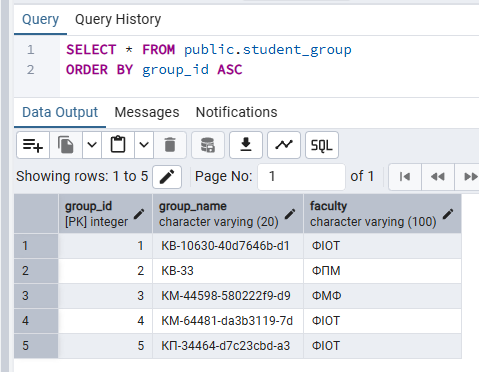 Query Query History
1 SELECT * FROM public.student_group
2 ORDER BY group_id ASC
Data Output Messages Notifications
SQL
Showing rows: 1 to 5 Page No: 1 of 1
group_id group_name faculty
[PK] integer character varying (20) character varying (100)
1 1 КВ-10630-40d7646b-d1 ФІОТ
2 2 КВ-33 ФПМ
3 3 КМ-44598-580222f9-d9 ФМФ
4 4 КМ-64481-da3b3119-7d ФІОТ
5 5 КП-34464-d7c23cbd-a3 ФІОТ